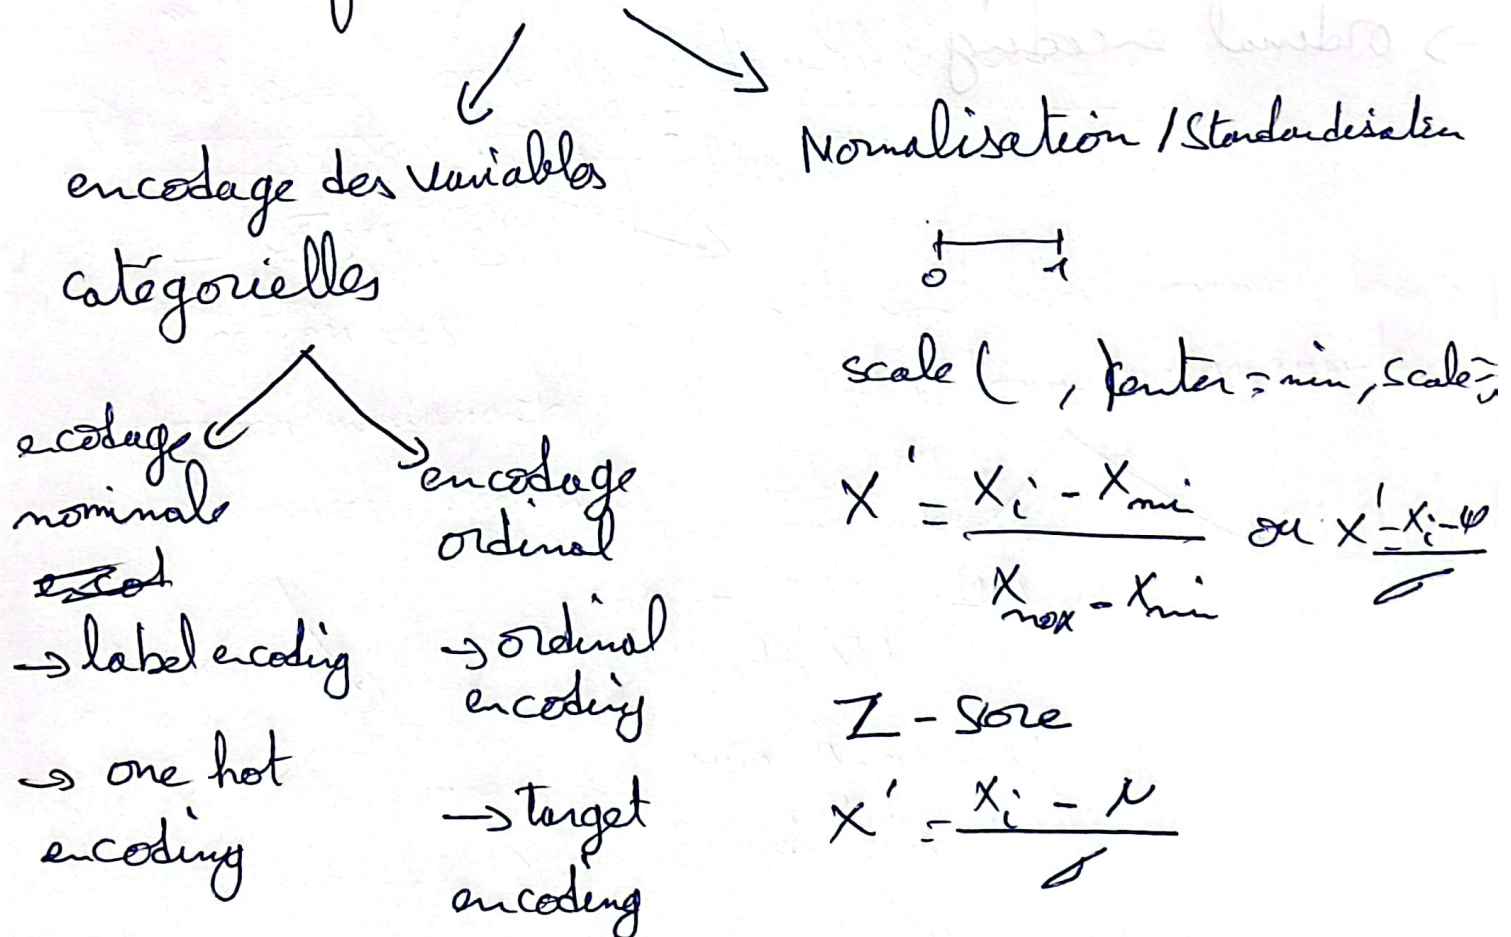 encodage des variables
catégorielles
ecodage
nominale
→ label encoding
→ one hot
encoding
encodage
ordinal
→ ordinal
encoding
→ target
encoding
Normalisation / Standardisation
0 1
scale ( , center = min, scale =
X' = (Xi - Xmin) / (Xmax - Xmin) ou X' = (Xi - φ) / σ
Z - score
X' = (Xi - μ) / σ